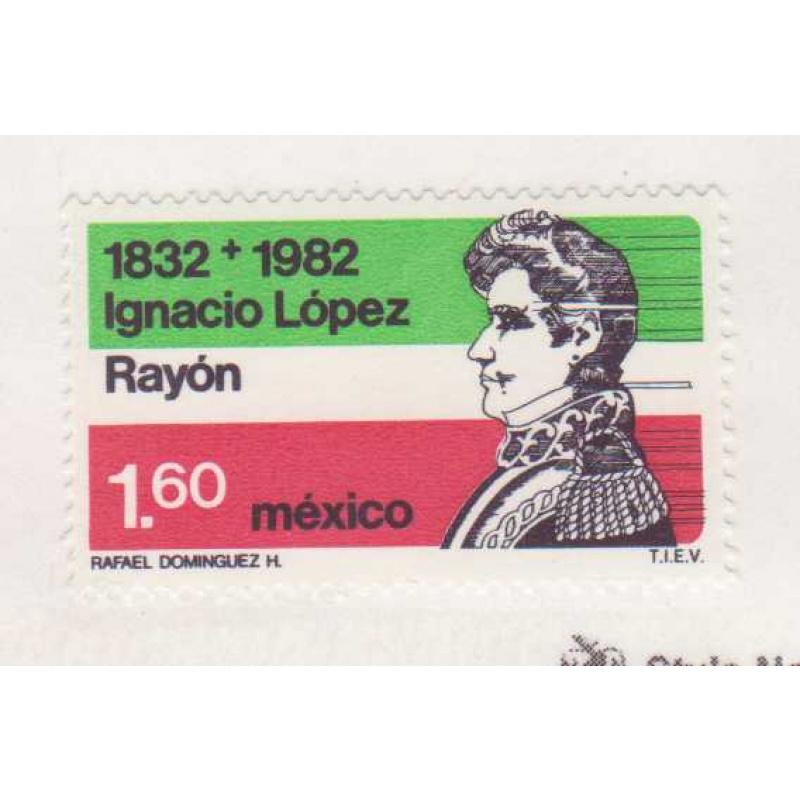 1832 + 1982
Ignacio López
Rayón
1.60 méxico
RAFAEL DOMINGUEZ H. T.I.E.V.